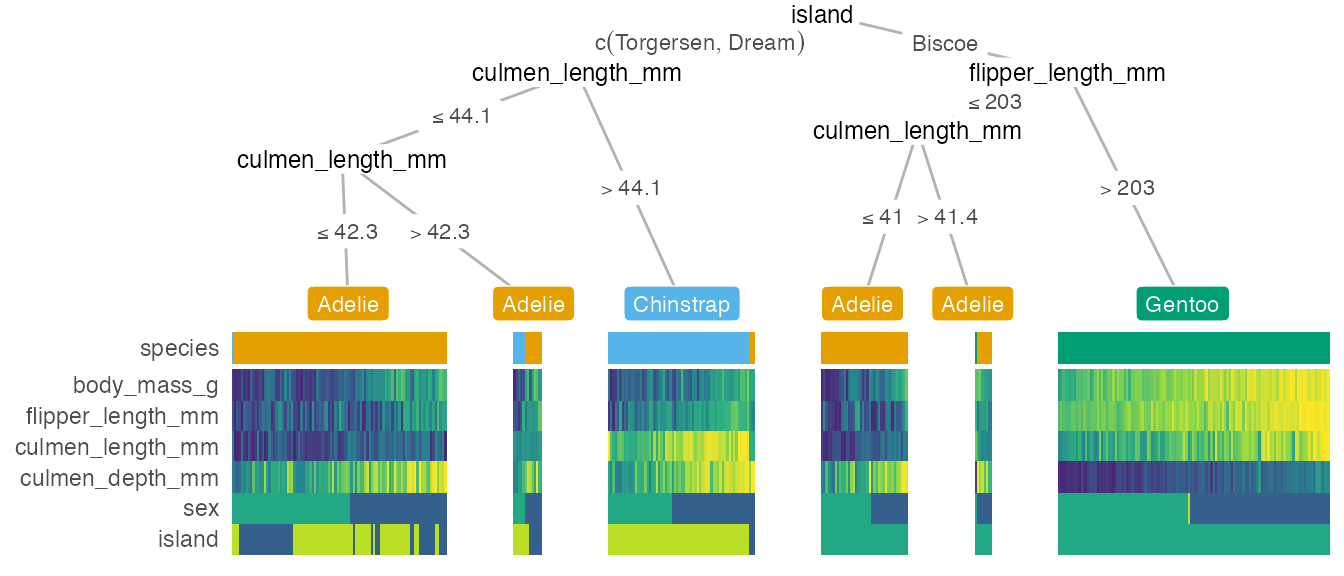 island
c(Torgersen, Dream)
Biscoe
culmen_length_mm
flipper_length_mm
≤ 44.1
≤ 203
culmen_length_mm
culmen_length_mm
> 44.1
> 203
≤ 42.3
> 42.3
≤ 41
> 41.4
Adelie
Adelie
Chinstrap
Adelie
Adelie
Gentoo
species
body_mass_g
flipper_length_mm
culmen_length_mm
culmen_depth_mm
sex
island